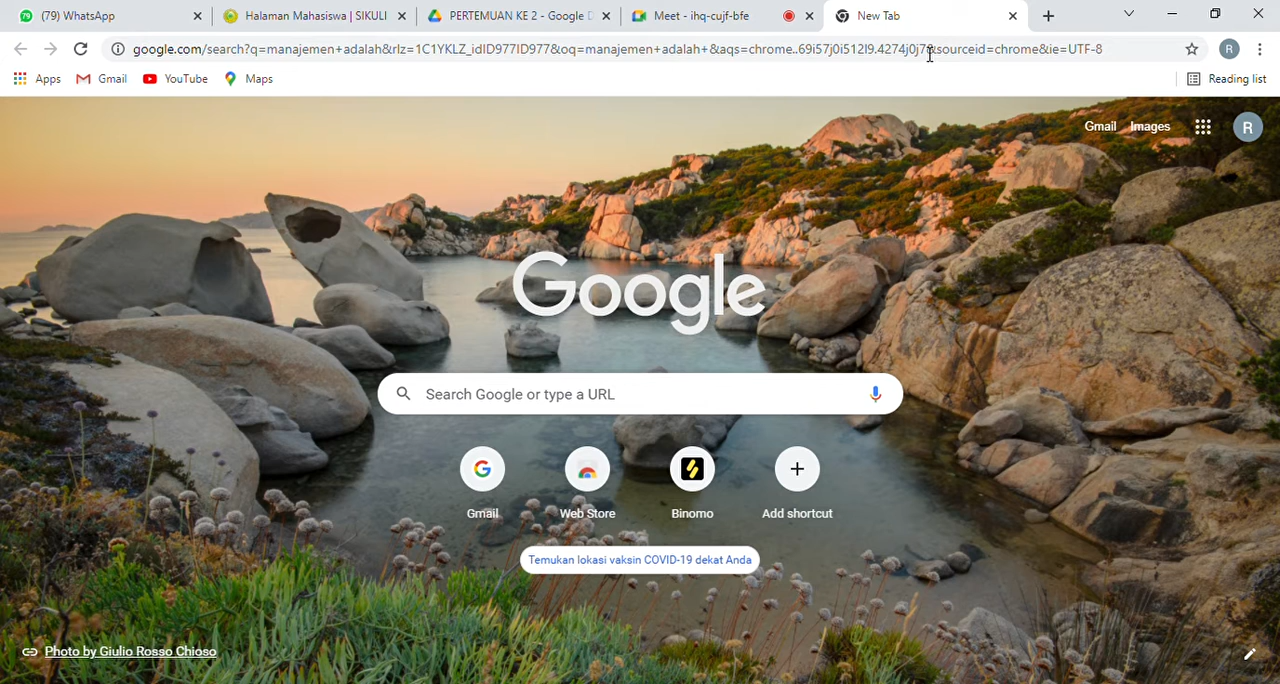 79 (79) WhatsApp
Halaman Mahasiswa | SIKULI
PERTEMUAN KE 2 - Google D
Meet - ihq-cujf-bfe
New Tab
google.com/search?q=manajemen+adalah&rlz=1C1YKLZ_idID977ID977&oq=manajemen+adalah+&aqs=chrome..69i57j0i512l9.4274j0j7&sourceid=chrome&ie=UTF-8
R
Apps
Gmail
YouTube
Maps
Reading list
Gmail Images
R
Google
Search Google or type a URL
Gmail
Web Store
Binomo
Add shortcut
Temukan lokasi vaksin COVID-19 dekat Anda
Photo by Giulio Rosso Chioso